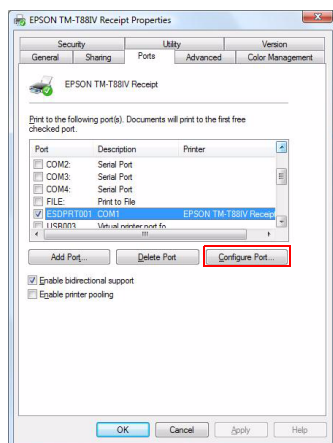 EPSON TM-T88IV Receipt Properties
Security Utility Version
General Sharing Ports Advanced Color Management
EPSON TM-T88IV Receipt
Print to the following port(s). Documents will print to the first free
checked port.
Port Description Printer
COM2: Serial Port
COM3: Serial Port
COM4: Serial Port
FILE: Print to File
ESDPRT001 COM1 EPSON TM-T88IV Receipt
USB003 Virtual printer port fo
Add Port... Delete Port Configure Port...
Enable bidirectional support
Enable printer pooling
OK Cancel Apply Help